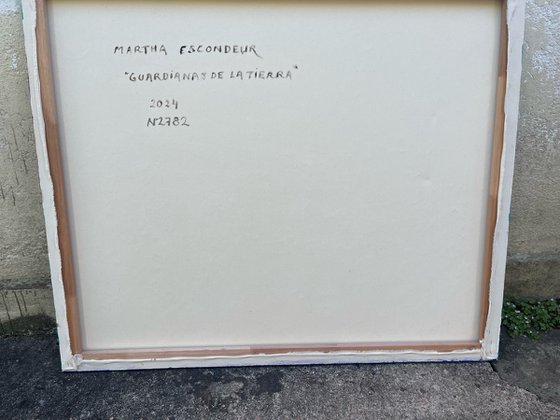 MARTHA ESCONDEUR
"GUARDIANAS DE LA TIERRA"
2024
N2782